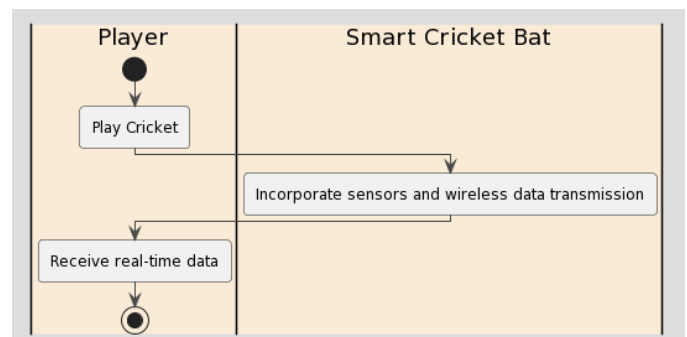 Player
Smart Cricket Bat
Play Cricket
Incorporate sensors and wireless data transmission
Receive real-time data